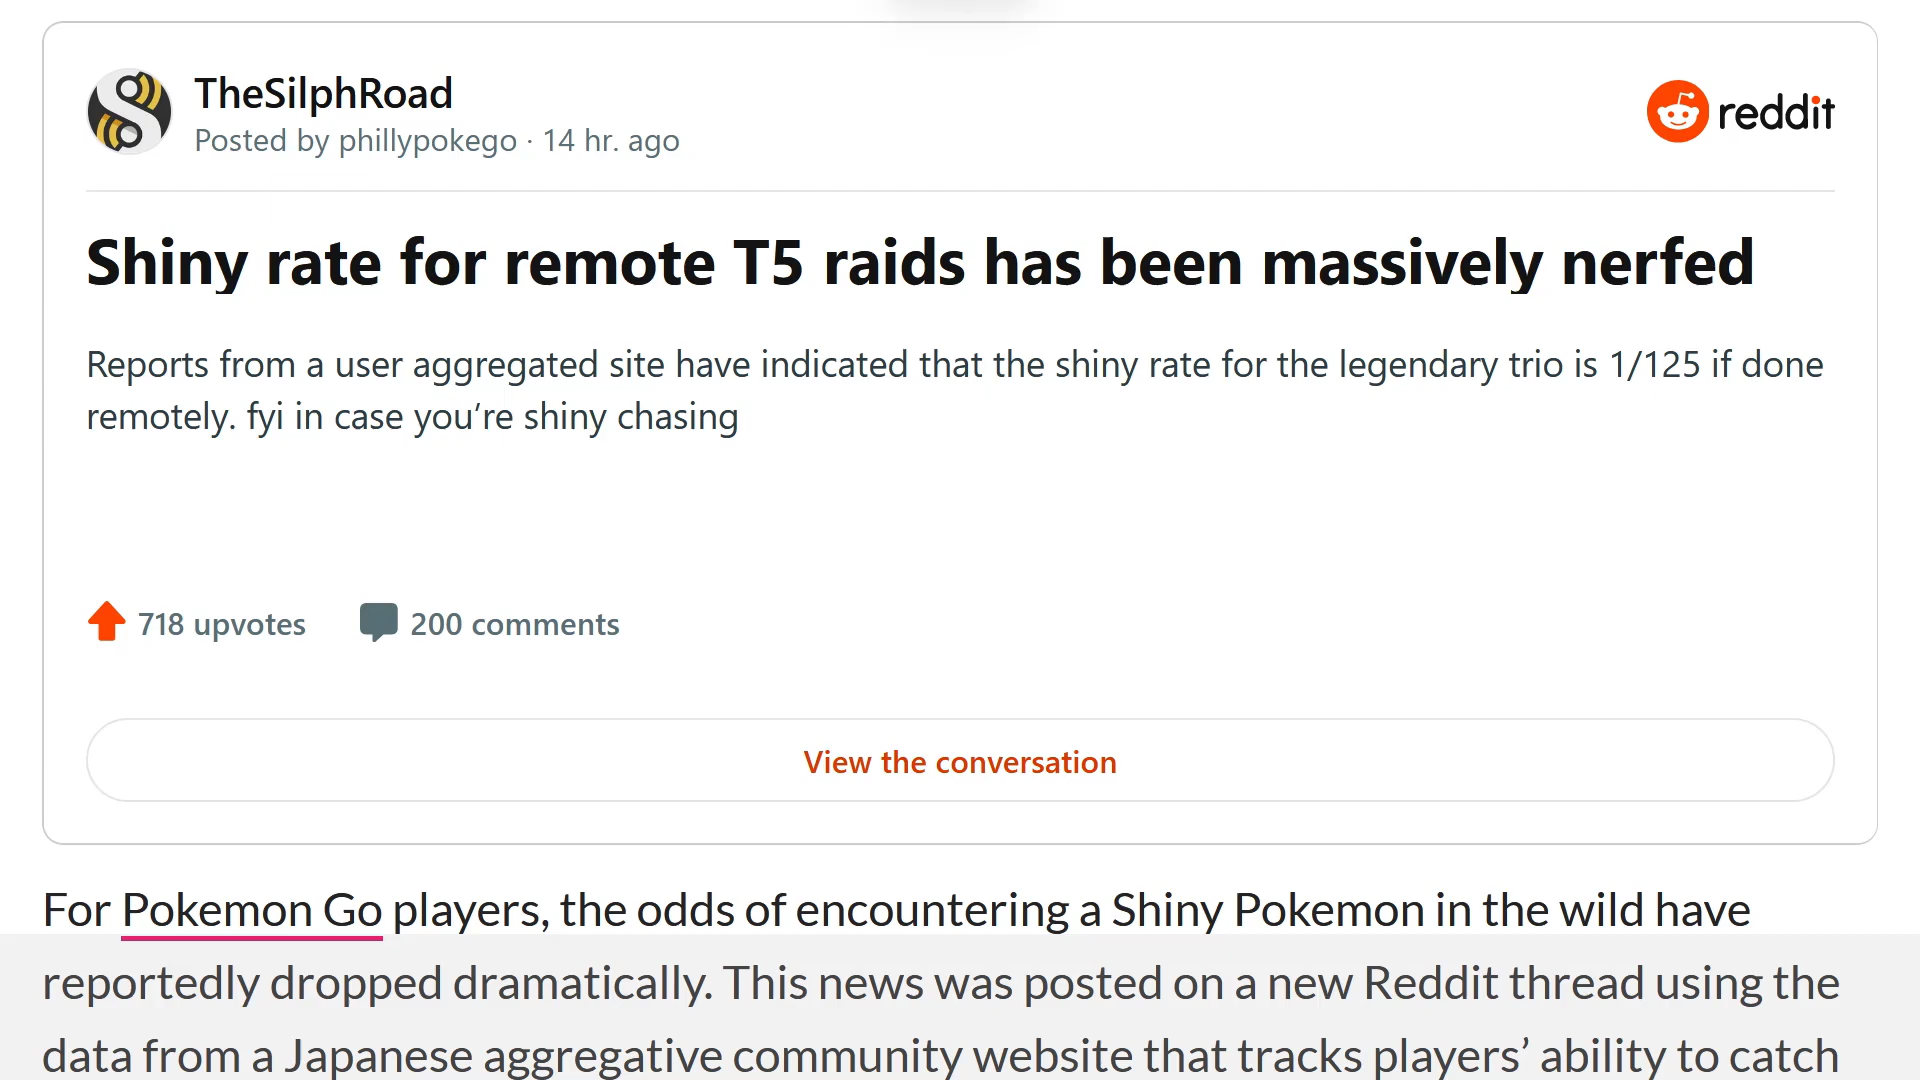 TheSilphRoad
Posted by phillypokego · 14 hr. ago
reddit
Shiny rate for remote T5 raids has been massively nerfed
Reports from a user aggregated site have indicated that the shiny rate for the legendary trio is 1/125 if done
remotely. fyi in case you’re shiny chasing
718 upvotes
200 comments
View the conversation
For Pokemon Go players, the odds of encountering a Shiny Pokemon in the wild have
reportedly dropped dramatically. This news was posted on a new Reddit thread using the
data from a Japanese aggregative community website that tracks players’ ability to catch